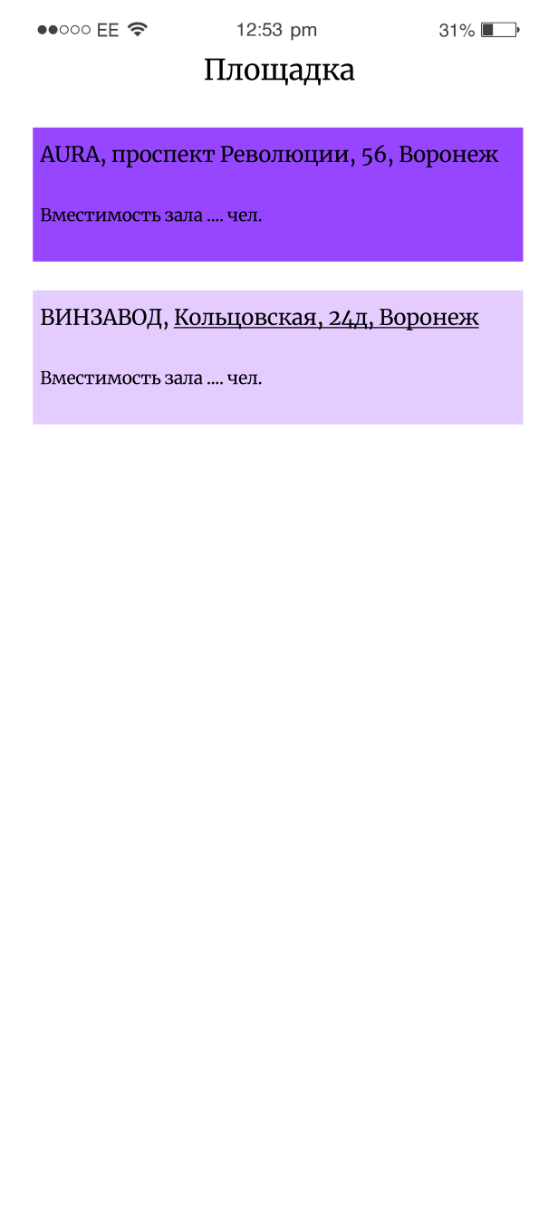 EE 12:53 pm 31%
Площадка
AURA, проспект Революции, 56, Воронеж
Вместимость зала .... чел.
ВИНЗАВОД, Кольцовская, 24д, Воронеж
Вместимость зала .... чел.